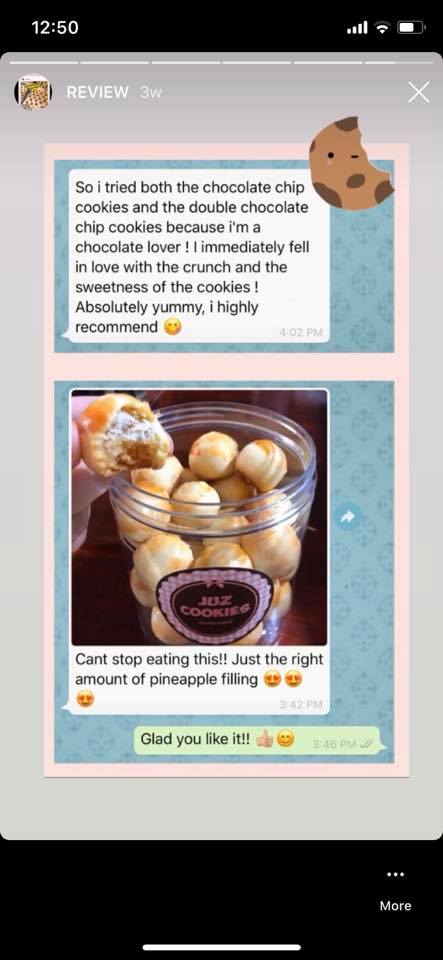 12:50
REVIEW 3w
So i tried both the chocolate chip
cookies and the double chocolate
chip cookies because i'm a
chocolate lover ! I immediately fell
in love with the crunch and the
sweetness of the cookies !
Absolutely yummy, i highly
recommend 😋
4:02 PM
JUZ
COOKIES
Cant stop eating this!! Just the right
amount of pineapple filling 😍😍
😍
3:42 PM
Glad you like it!! 👍🏼😊 3:46 PM
More